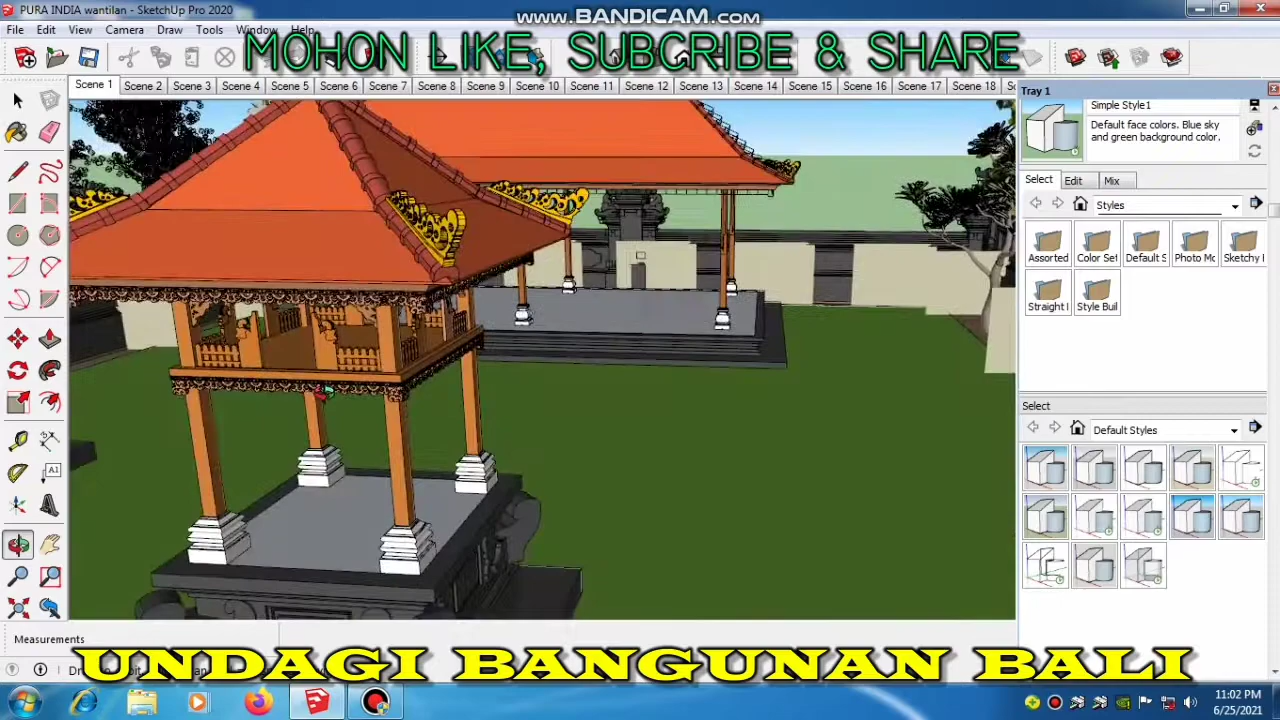 PURA INDIA wantilan - SketchUp Pro 2020
www.BANDICAM.com
File Edit View Camera Draw Tools Window Help
MOHON LIKE, SUBCRIBE & SHARE
Scene 1 Scene 2 Scene 3 Scene 4 Scene 5 Scene 6 Scene 7 Scene 8 Scene 9 Scene 10 Scene 11 Scene 12 Scene 13 Scene 14 Scene 15 Scene 16 Scene 17 Scene 18 Sc
Tray 1
Simple Style1
Default face colors. Blue sky
and green background color.
Select Edit Mix
Styles
Assorted Color Set Default S Photo Mo Sketchy I
Straight I Style Buil
Select
Default Styles
A1
Measurements
UNDAGI BANGUNAN BALI
11:02 PM
6/25/2021